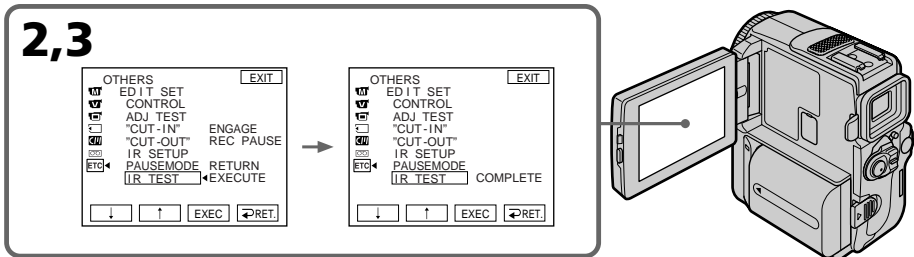 2,3
OTHERS EXIT
EDIT SET
CONTROL
ADJ TEST
"CUT-IN" ENGAGE
"CUT-OUT" REC PAUSE
IR SETUP
ETC PAUSEMODE RETURN
IR TEST EXECUTE
↓ ↑ EXEC RET.
OTHERS EXIT
EDIT SET
CONTROL
ADJ TEST
"CUT-IN"
"CUT-OUT"
IR SETUP
ETC PAUSEMODE
IR TEST COMPLETE
↓ ↑ EXEC RET.